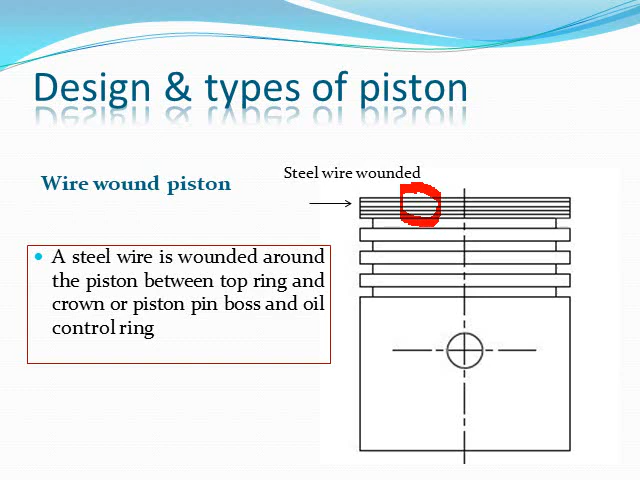 Design & types of piston
Steel wire wounded
Wire wound piston
A steel wire is wounded around
the piston between top ring and
crown or piston pin boss and oil
control ring